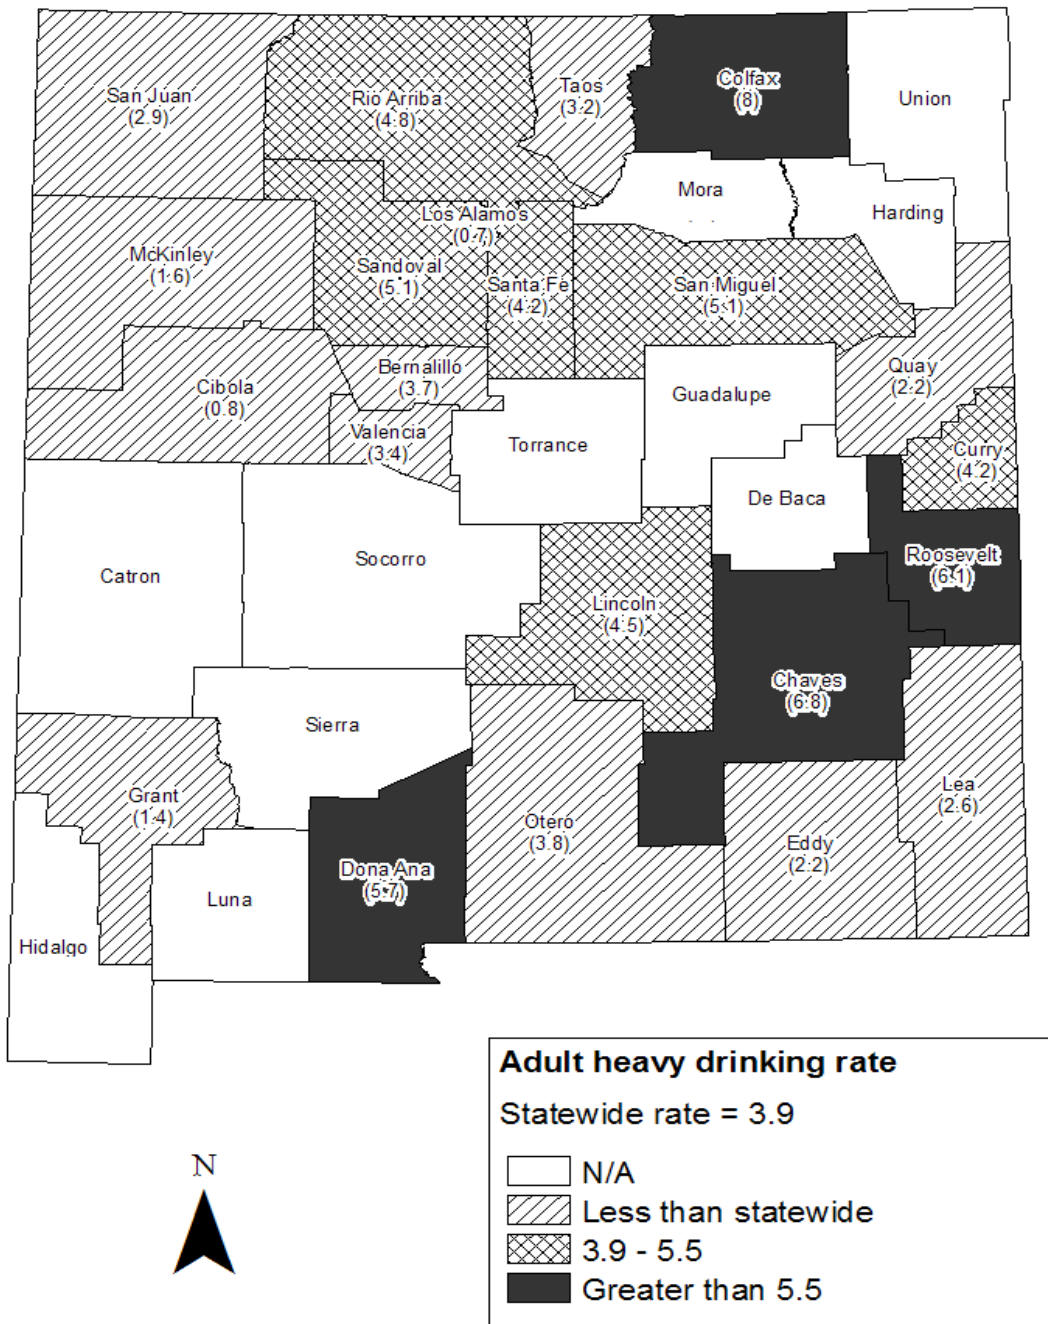 San Juan
(2.9)
Rio Arriba
(4.8)
Taos
(3.2)
Colfax
(8)
Union
Mora
Harding
Los Alamos
(0.7)
McKinley
(1.6)
Sandoval
(5.1)
Santa Fe
(4.2)
San Miguel
(5.1)
Bernalillo
(3.7)
Cibola
(0.8)
Quay
(2.2)
Guadalupe
Valencia
(3.4)
Torrance
Curry
(4.2)
De Baca
Roosevelt
(6.1)
Catron
Socorro
Lincoln
(4.5)
Chaves
(6.8)
Sierra
Grant
(1.4)
Lea
(2.6)
Otero
(3.8)
Eddy
(2.2)
Dona Ana
(5.7)
Luna
Hidalgo
Adult heavy drinking rate
Statewide rate = 3.9
N/A
Less than statewide
3.9 - 5.5
Greater than 5.5
N